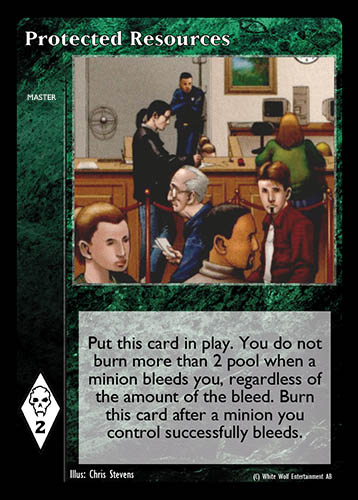 Protected Resources
MASTER
Put this card in play. You do not
burn more than 2 pool when a
minion bleeds you, regardless of
the amount of the bleed. Burn
this card after a minion you
control successfully bleeds.
2
Illus: Chris Stevens
(C) White Wolf Entertainment AB